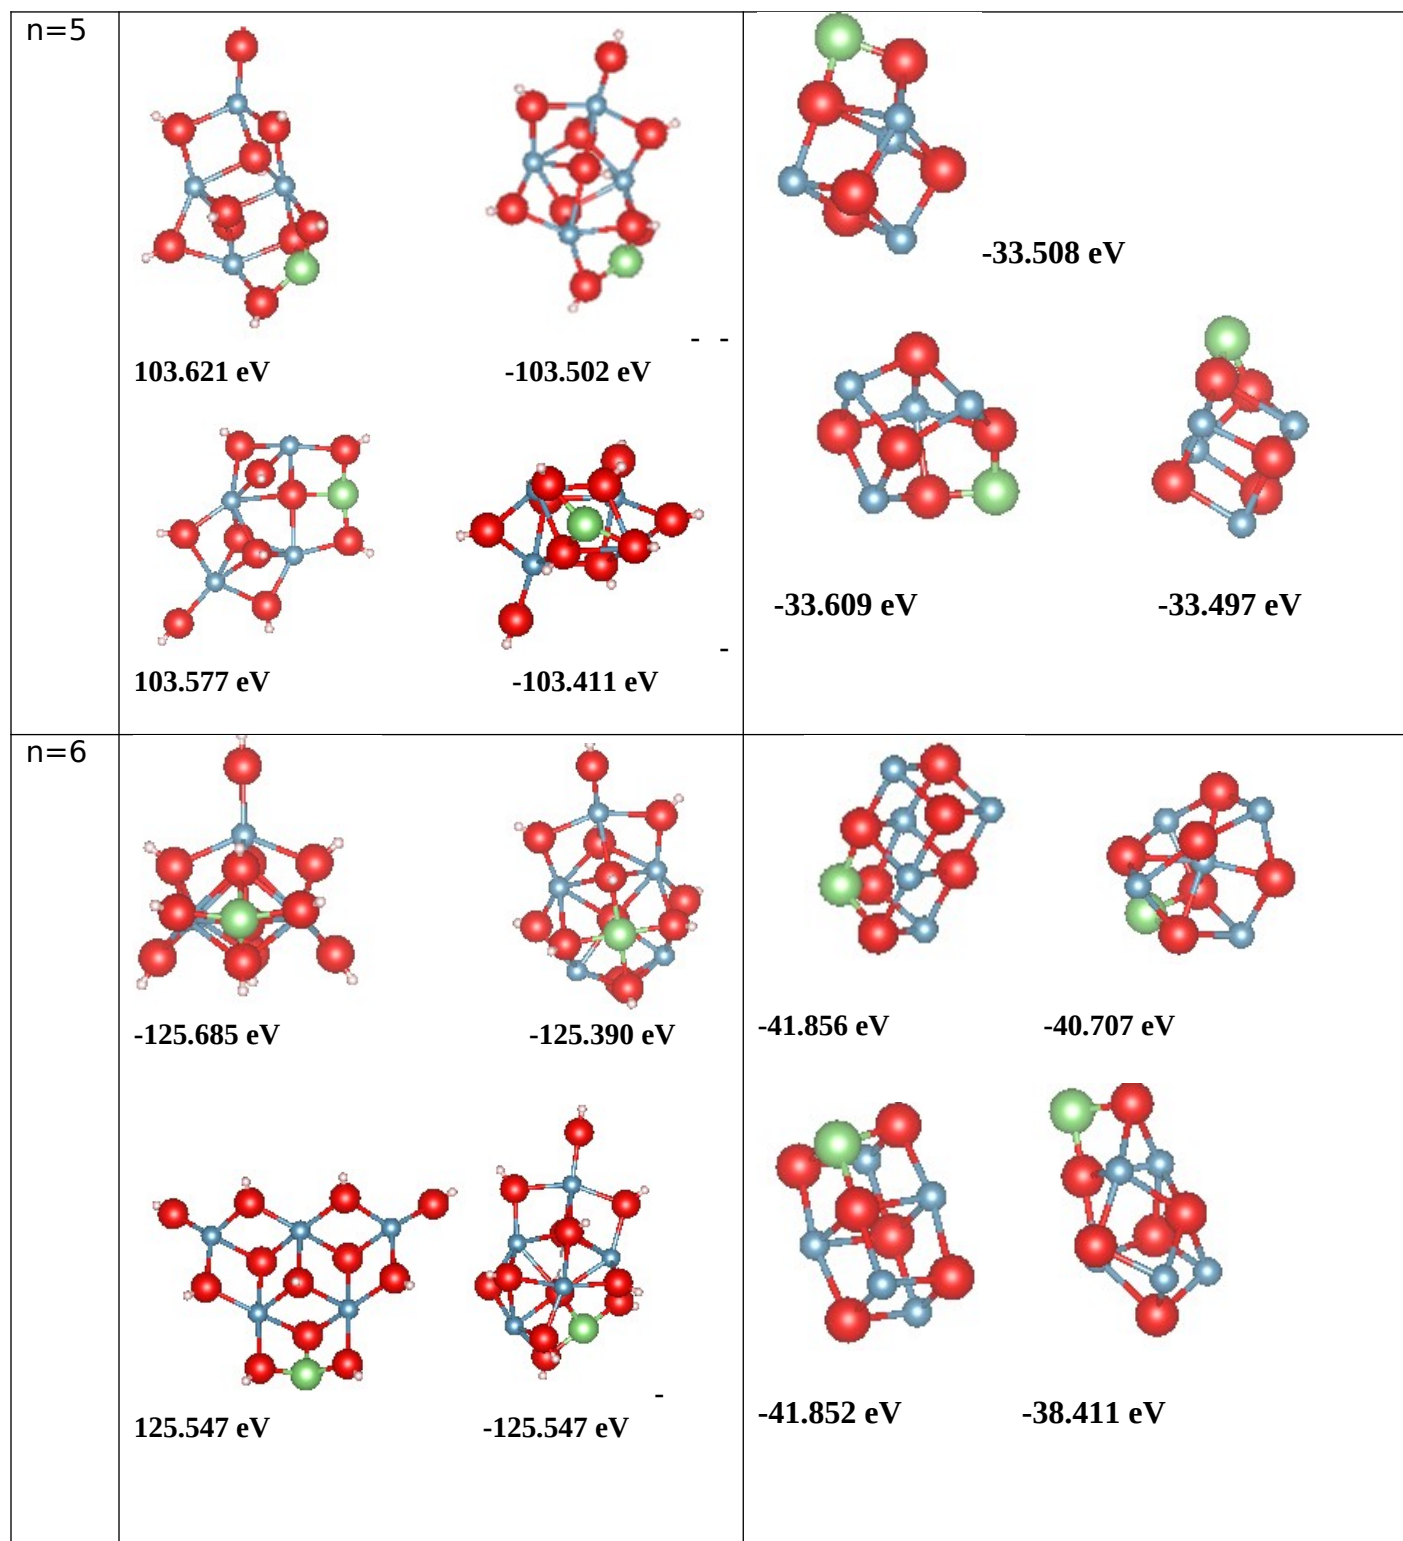 n=5
-33.508 eV
- -
103.621 eV -103.502 eV
-33.609 eV -33.497 eV
-
103.577 eV -103.411 eV
n=6
-125.685 eV -125.390 eV -41.856 eV -40.707 eV
-
125.547 eV -125.547 eV -41.852 eV -38.411 eV